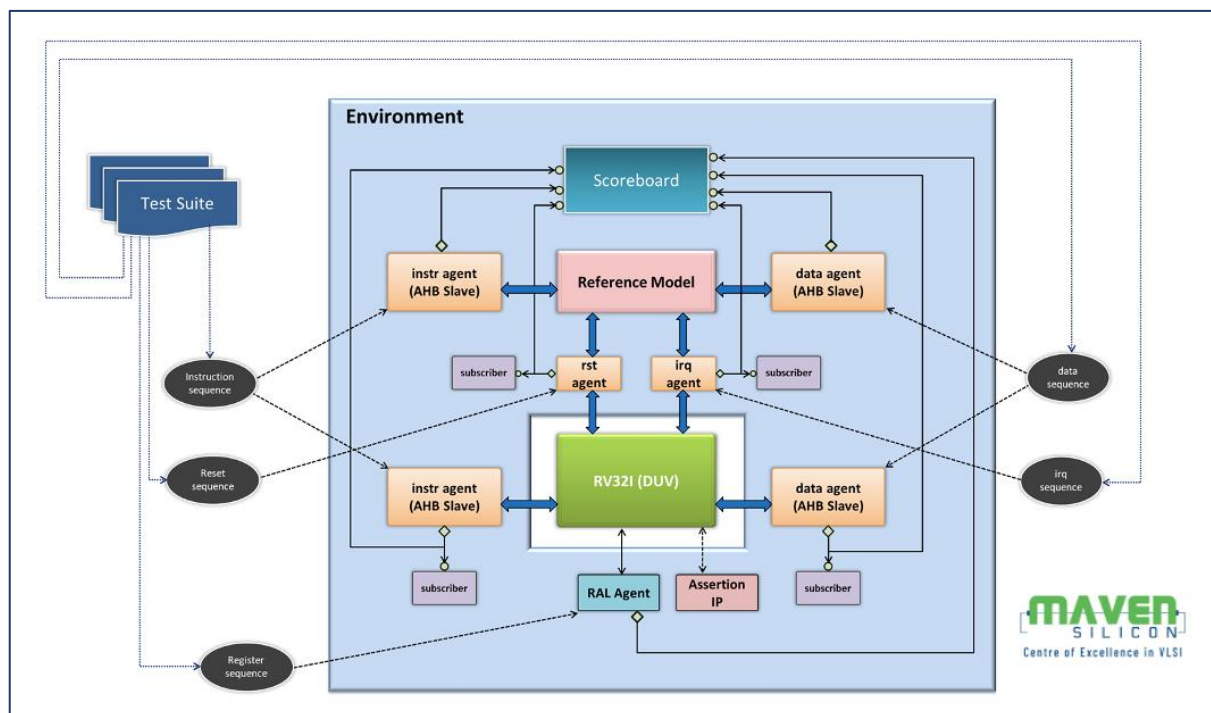 Environment
Scoreboard
Test Suite
instr agent
(AHB Slave)
Reference Model
data agent
(AHB Slave)
subscriber
rst
agent
irq
agent
subscriber
Instruction
sequence
data
sequence
Reset
sequence
instr agent
(AHB Slave)
RV32I (DUV)
data agent
(AHB Slave)
irq
sequence
subscriber
RAL Agent
Assertion
IP
subscriber
Register
sequence
MAVEN
SILICON
Centre of Excellence in VLSI